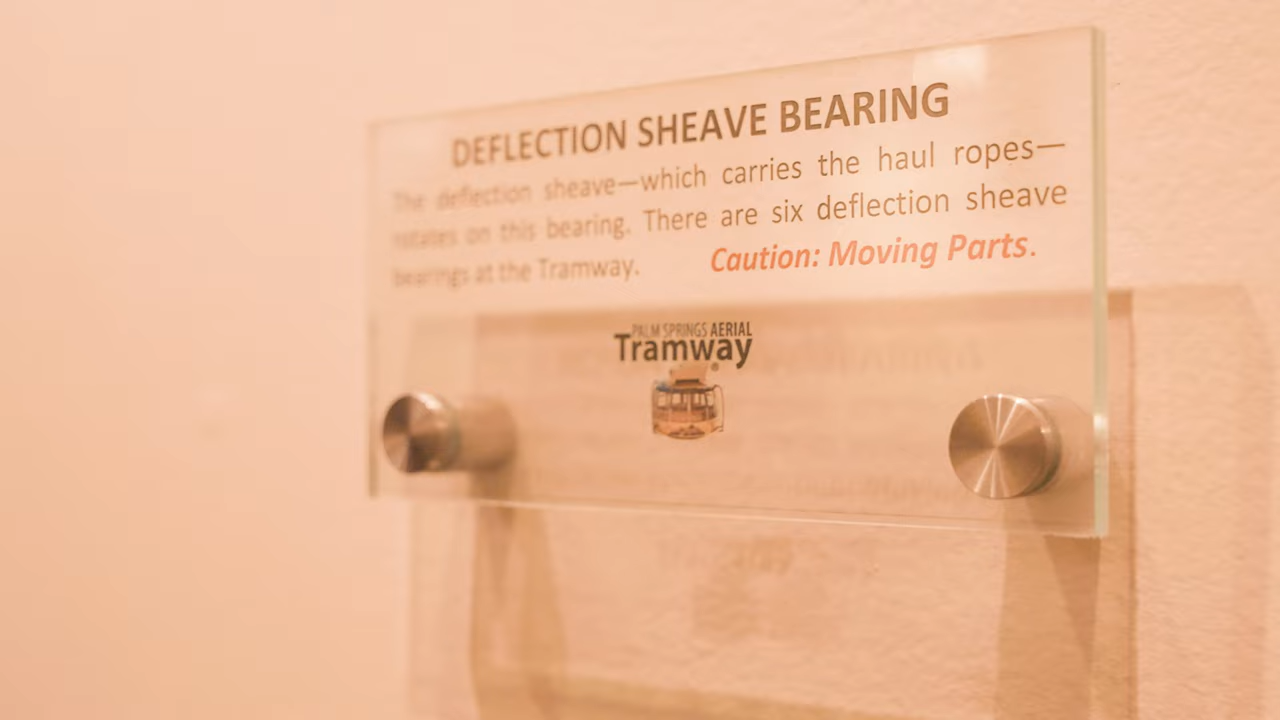 DEFLECTION SHEAVE BEARING
The deflection sheave—which carries the haul ropes—
rotates on this bearing. There are six deflection sheave
bearings at the Tramway. Caution: Moving Parts.
PALM SPRINGS AERIAL
Tramway